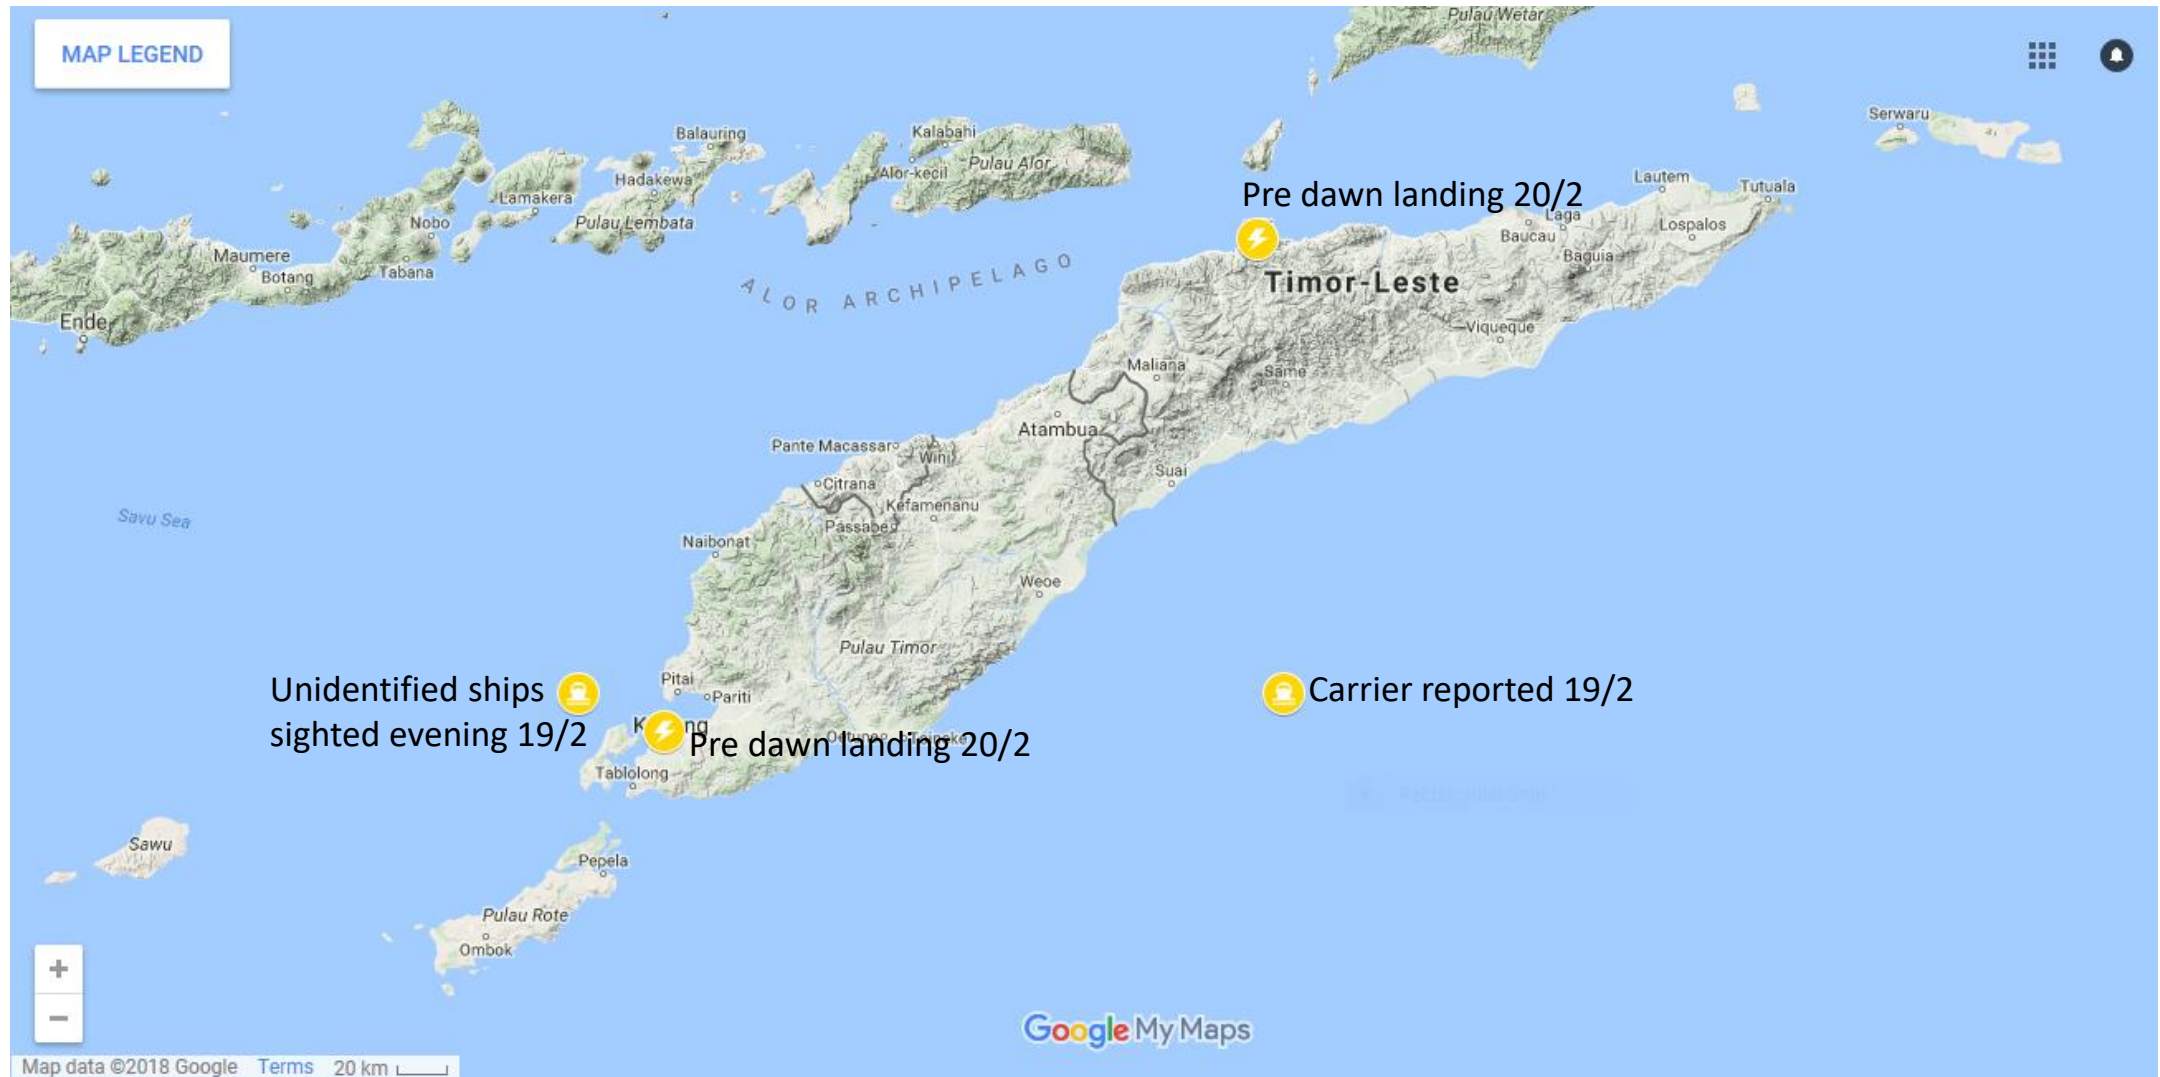 MAP LEGEND
Pulau Wetar
Serwaru
Balauring
Kalabahi
Pulau Alor
Alor-kecil
Hadakewa
Lamakera
Pulau Lembata
Nobo
Lautem
Tutuala
Pre dawn landing 20/2
Laga
Baucau
Lospalos
Maumere
Botang
Tabana
Baguia
ALOR ARCHIPELAGO
Timor-Leste
Ende
Viqueque
Maliana
Same
Atambua
Pante Macassar
Wini
Suai
Citrana
Kefamenanu
Passabe
Savu Sea
Naibonat
Weoe
Pulau Timor
Unidentified ships
sighted evening 19/2
Pitai
Pariti
Carrier reported 19/2
Pre dawn landing 20/2
Tablolong
Sawu
Pepela
Pulau Rote
Ombok
+
−
Google My Maps
Map data ©2018 Google Terms 20 km